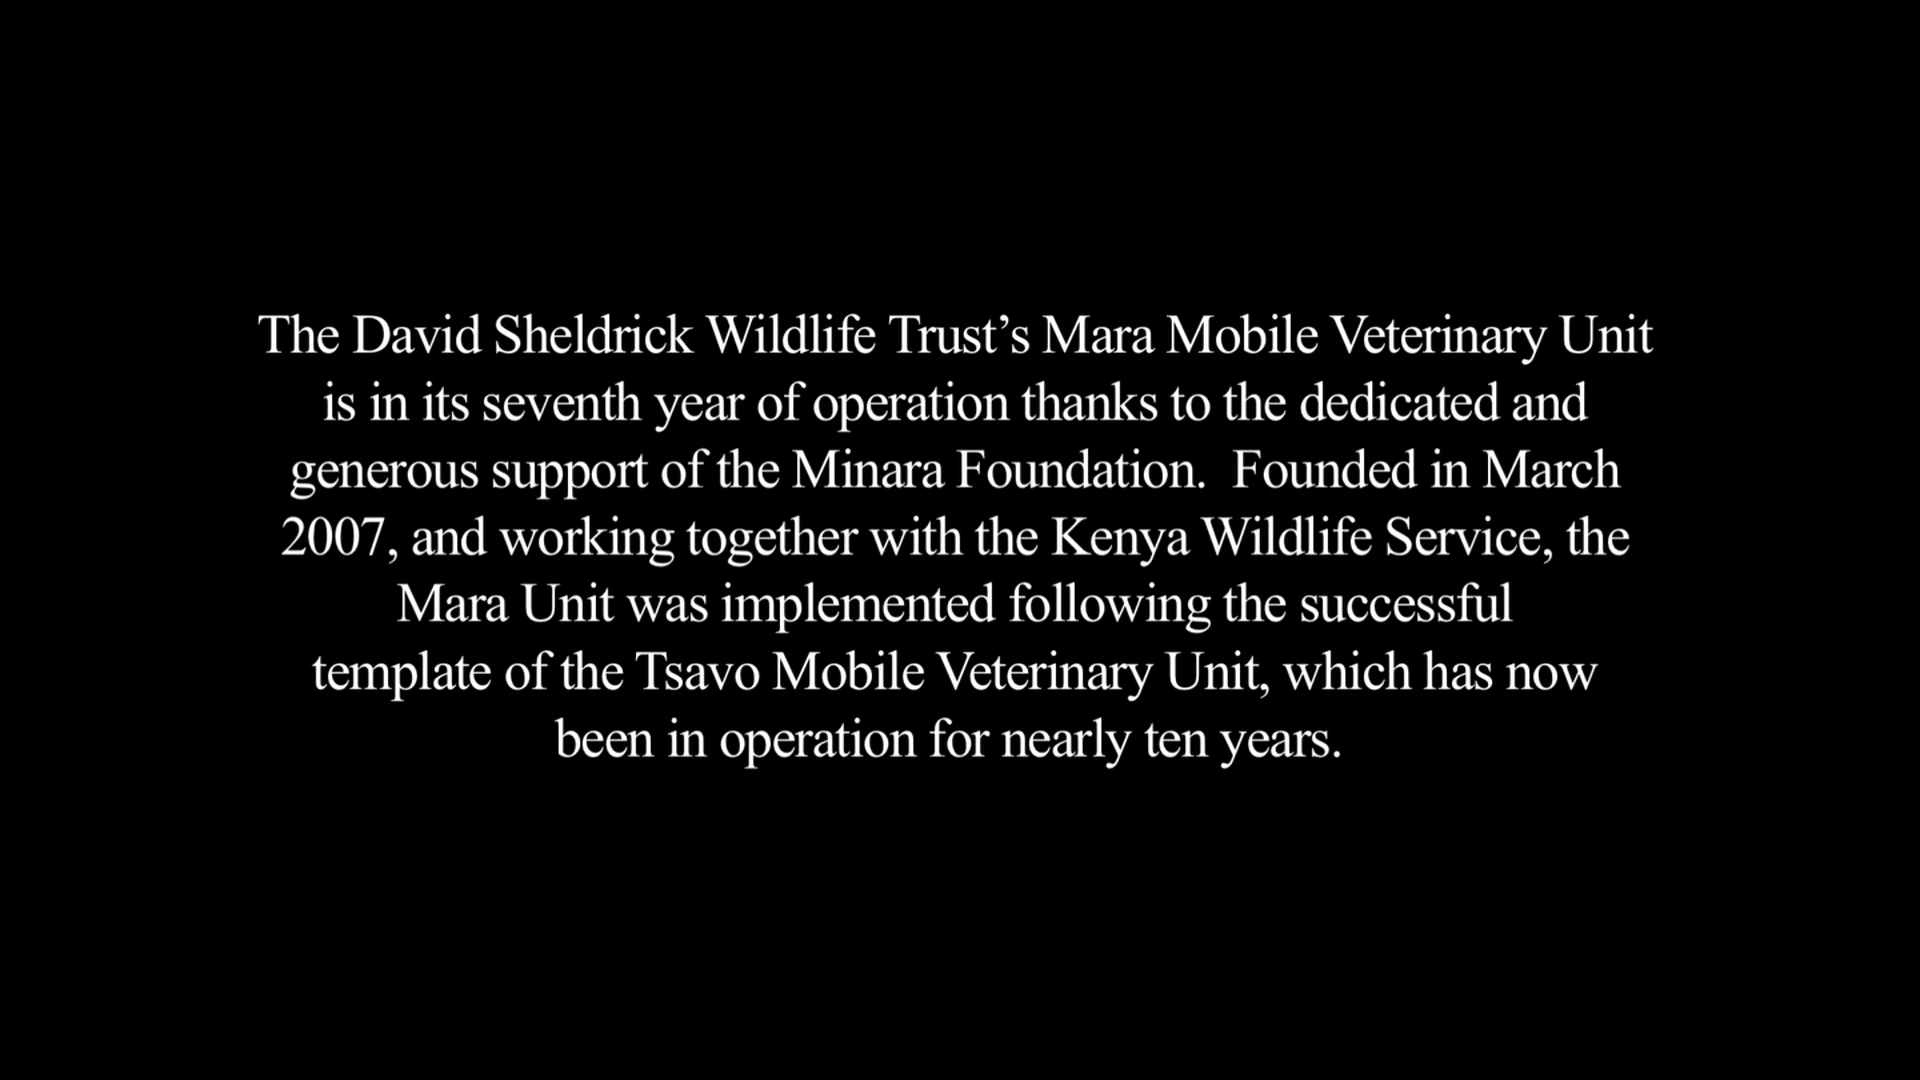 The David Sheldrick Wildlife Trust’s Mara Mobile Veterinary Unit
is in its seventh year of operation thanks to the dedicated and
generous support of the Minara Foundation.  Founded in March
2007, and working together with the Kenya Wildlife Service, the
Mara Unit was implemented following the successful
template of the Tsavo Mobile Veterinary Unit, which has now
been in operation for nearly ten years.